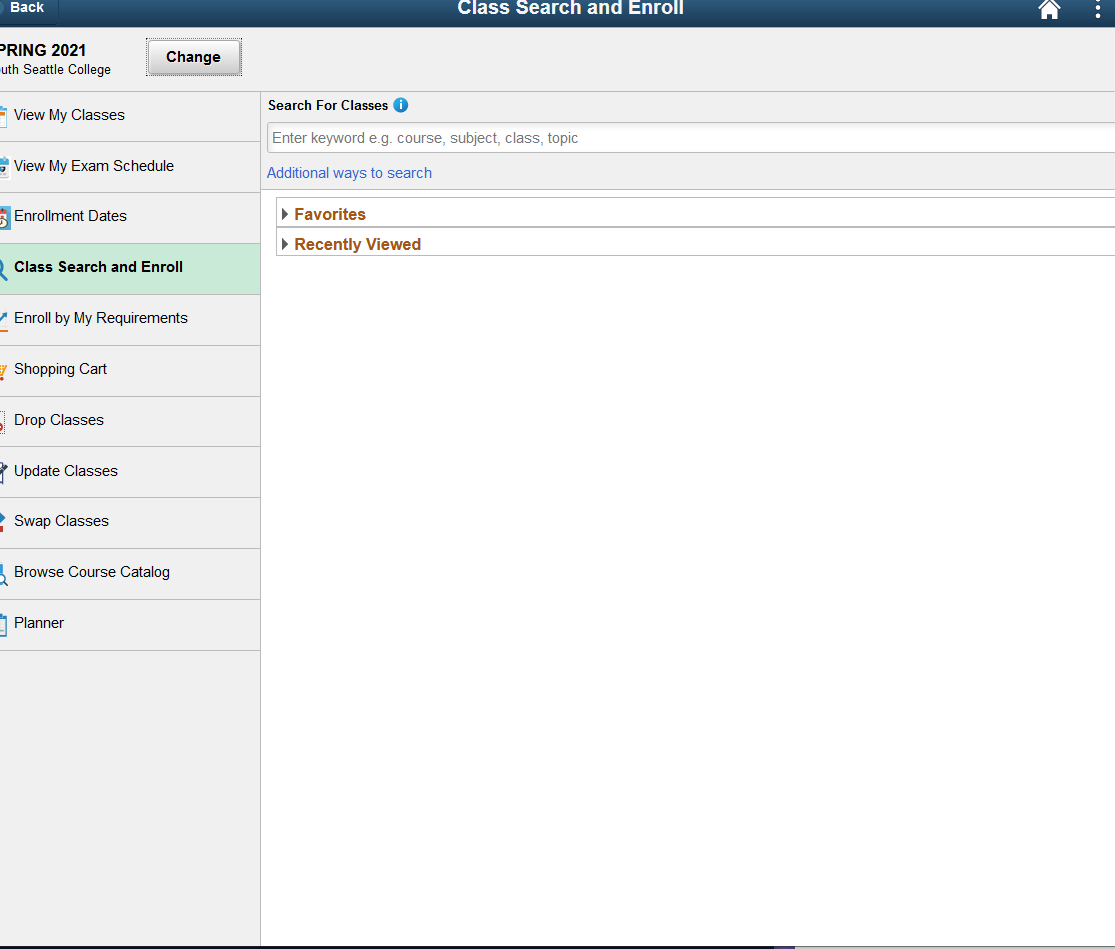 Back
Class Search and Enroll
PRING 2021
uth Seattle College
Change
View My Classes
View My Exam Schedule
Enrollment Dates
Class Search and Enroll
Enroll by My Requirements
Shopping Cart
Drop Classes
Update Classes
Swap Classes
Browse Course Catalog
Planner
Search For Classes
Enter keyword e.g. course, subject, class, topic
Additional ways to search
Favorites
Recently Viewed